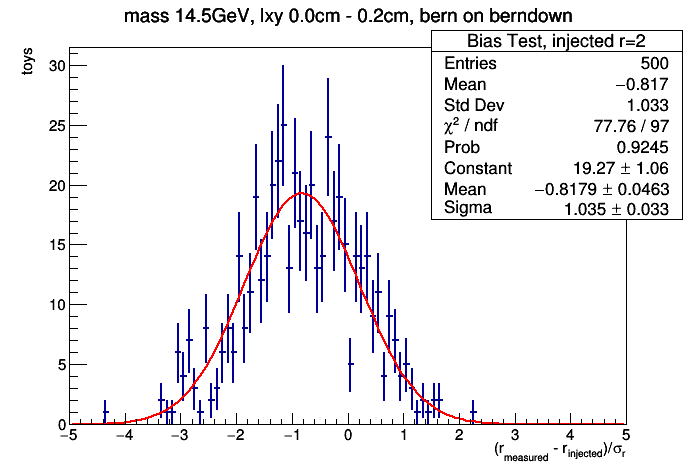 mass 14.5GeV, lxy 0.0cm - 0.2cm, bern on berndown
Bias Test, injected r=2
Entries 500
Mean −0.817
Std Dev 1.033
χ² / ndf 77.76 / 97
Prob 0.9245
Constant 19.27 ± 1.06
Mean −0.8179 ± 0.0463
Sigma 1.035 ± 0.033
toys
30
25
20
15
10
5
0
−5 −4 −3 −2 −1 0 1 2 3 4 5
(r_measured - r_injected)/σ_r